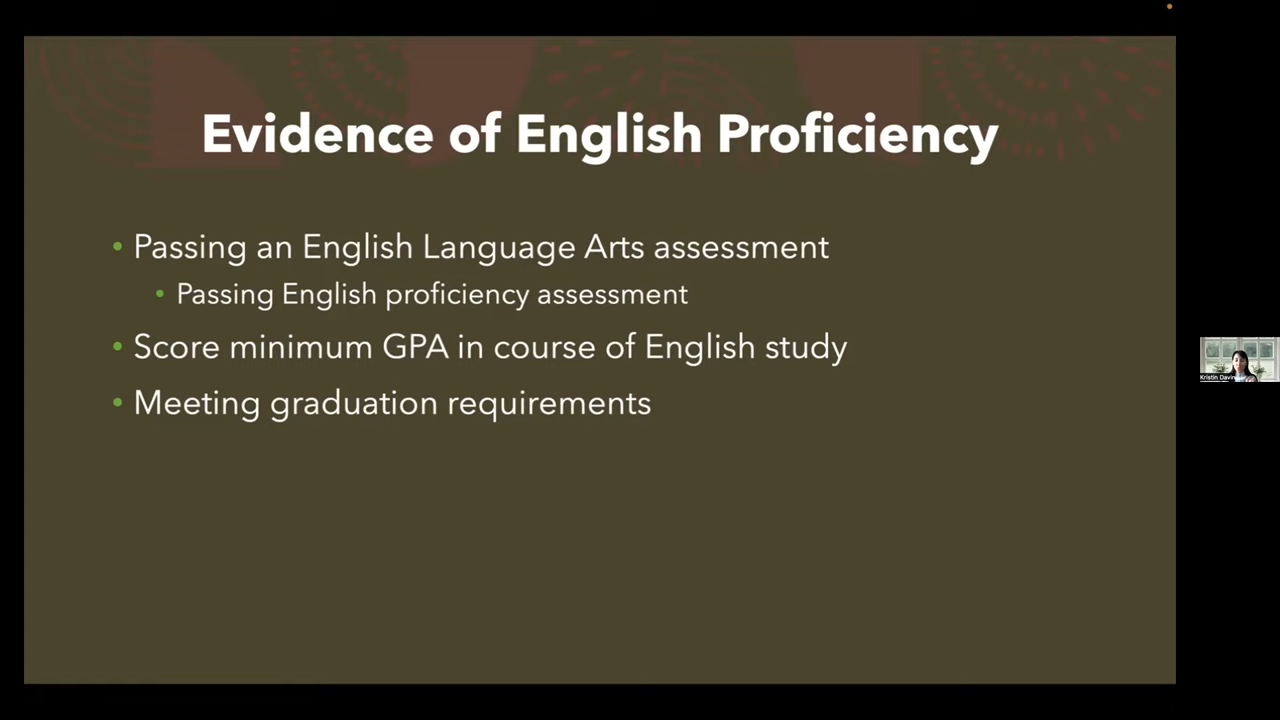 Evidence of English Proficiency
• Passing an English Language Arts assessment
• Passing English proficiency assessment
• Score minimum GPA in course of English study
• Meeting graduation requirements
Kristin